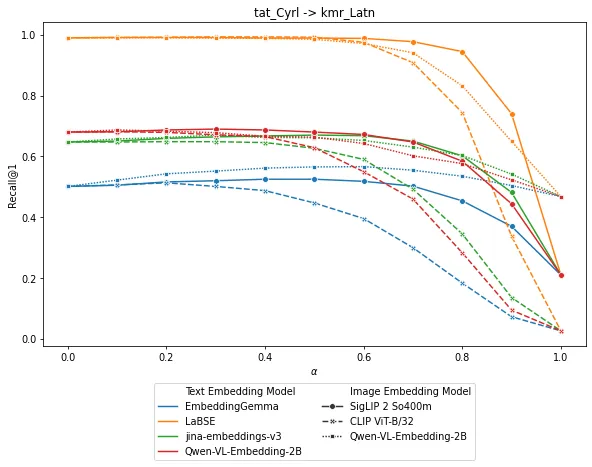 tat_Cyrl -> kmr_Latn
1.0
0.8
0.6
0.4
0.2
0.0
Recall@1
0.0 0.2 0.4 0.6 0.8 1.0
α
Text Embedding Model Image Embedding Model
EmbeddingGemma SigLIP 2 So400m
LaBSE CLIP ViT-B/32
jina-embeddings-v3 Qwen-VL-Embedding-2B
Qwen-VL-Embedding-2B